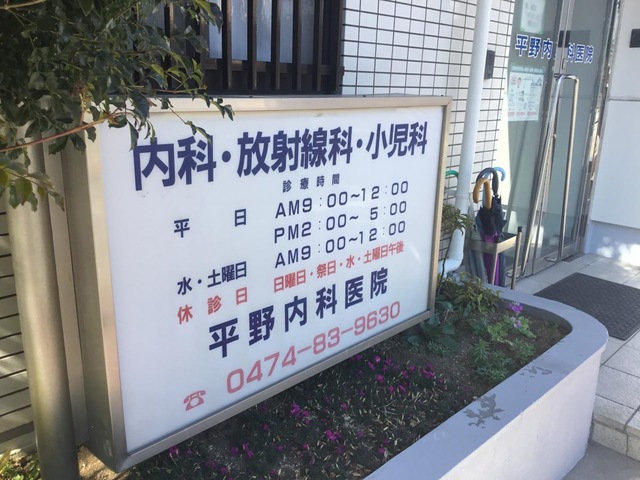 内科・放射線科・小児科
診療時間
平日 AM9:00~12:00
PM2:00~ 5:00
水・土曜日 AM9:00~12:00
休診日 日曜日・祭日・水・土曜日午後
平野内科医院
☎ 0474-83-9630
平野内科医院